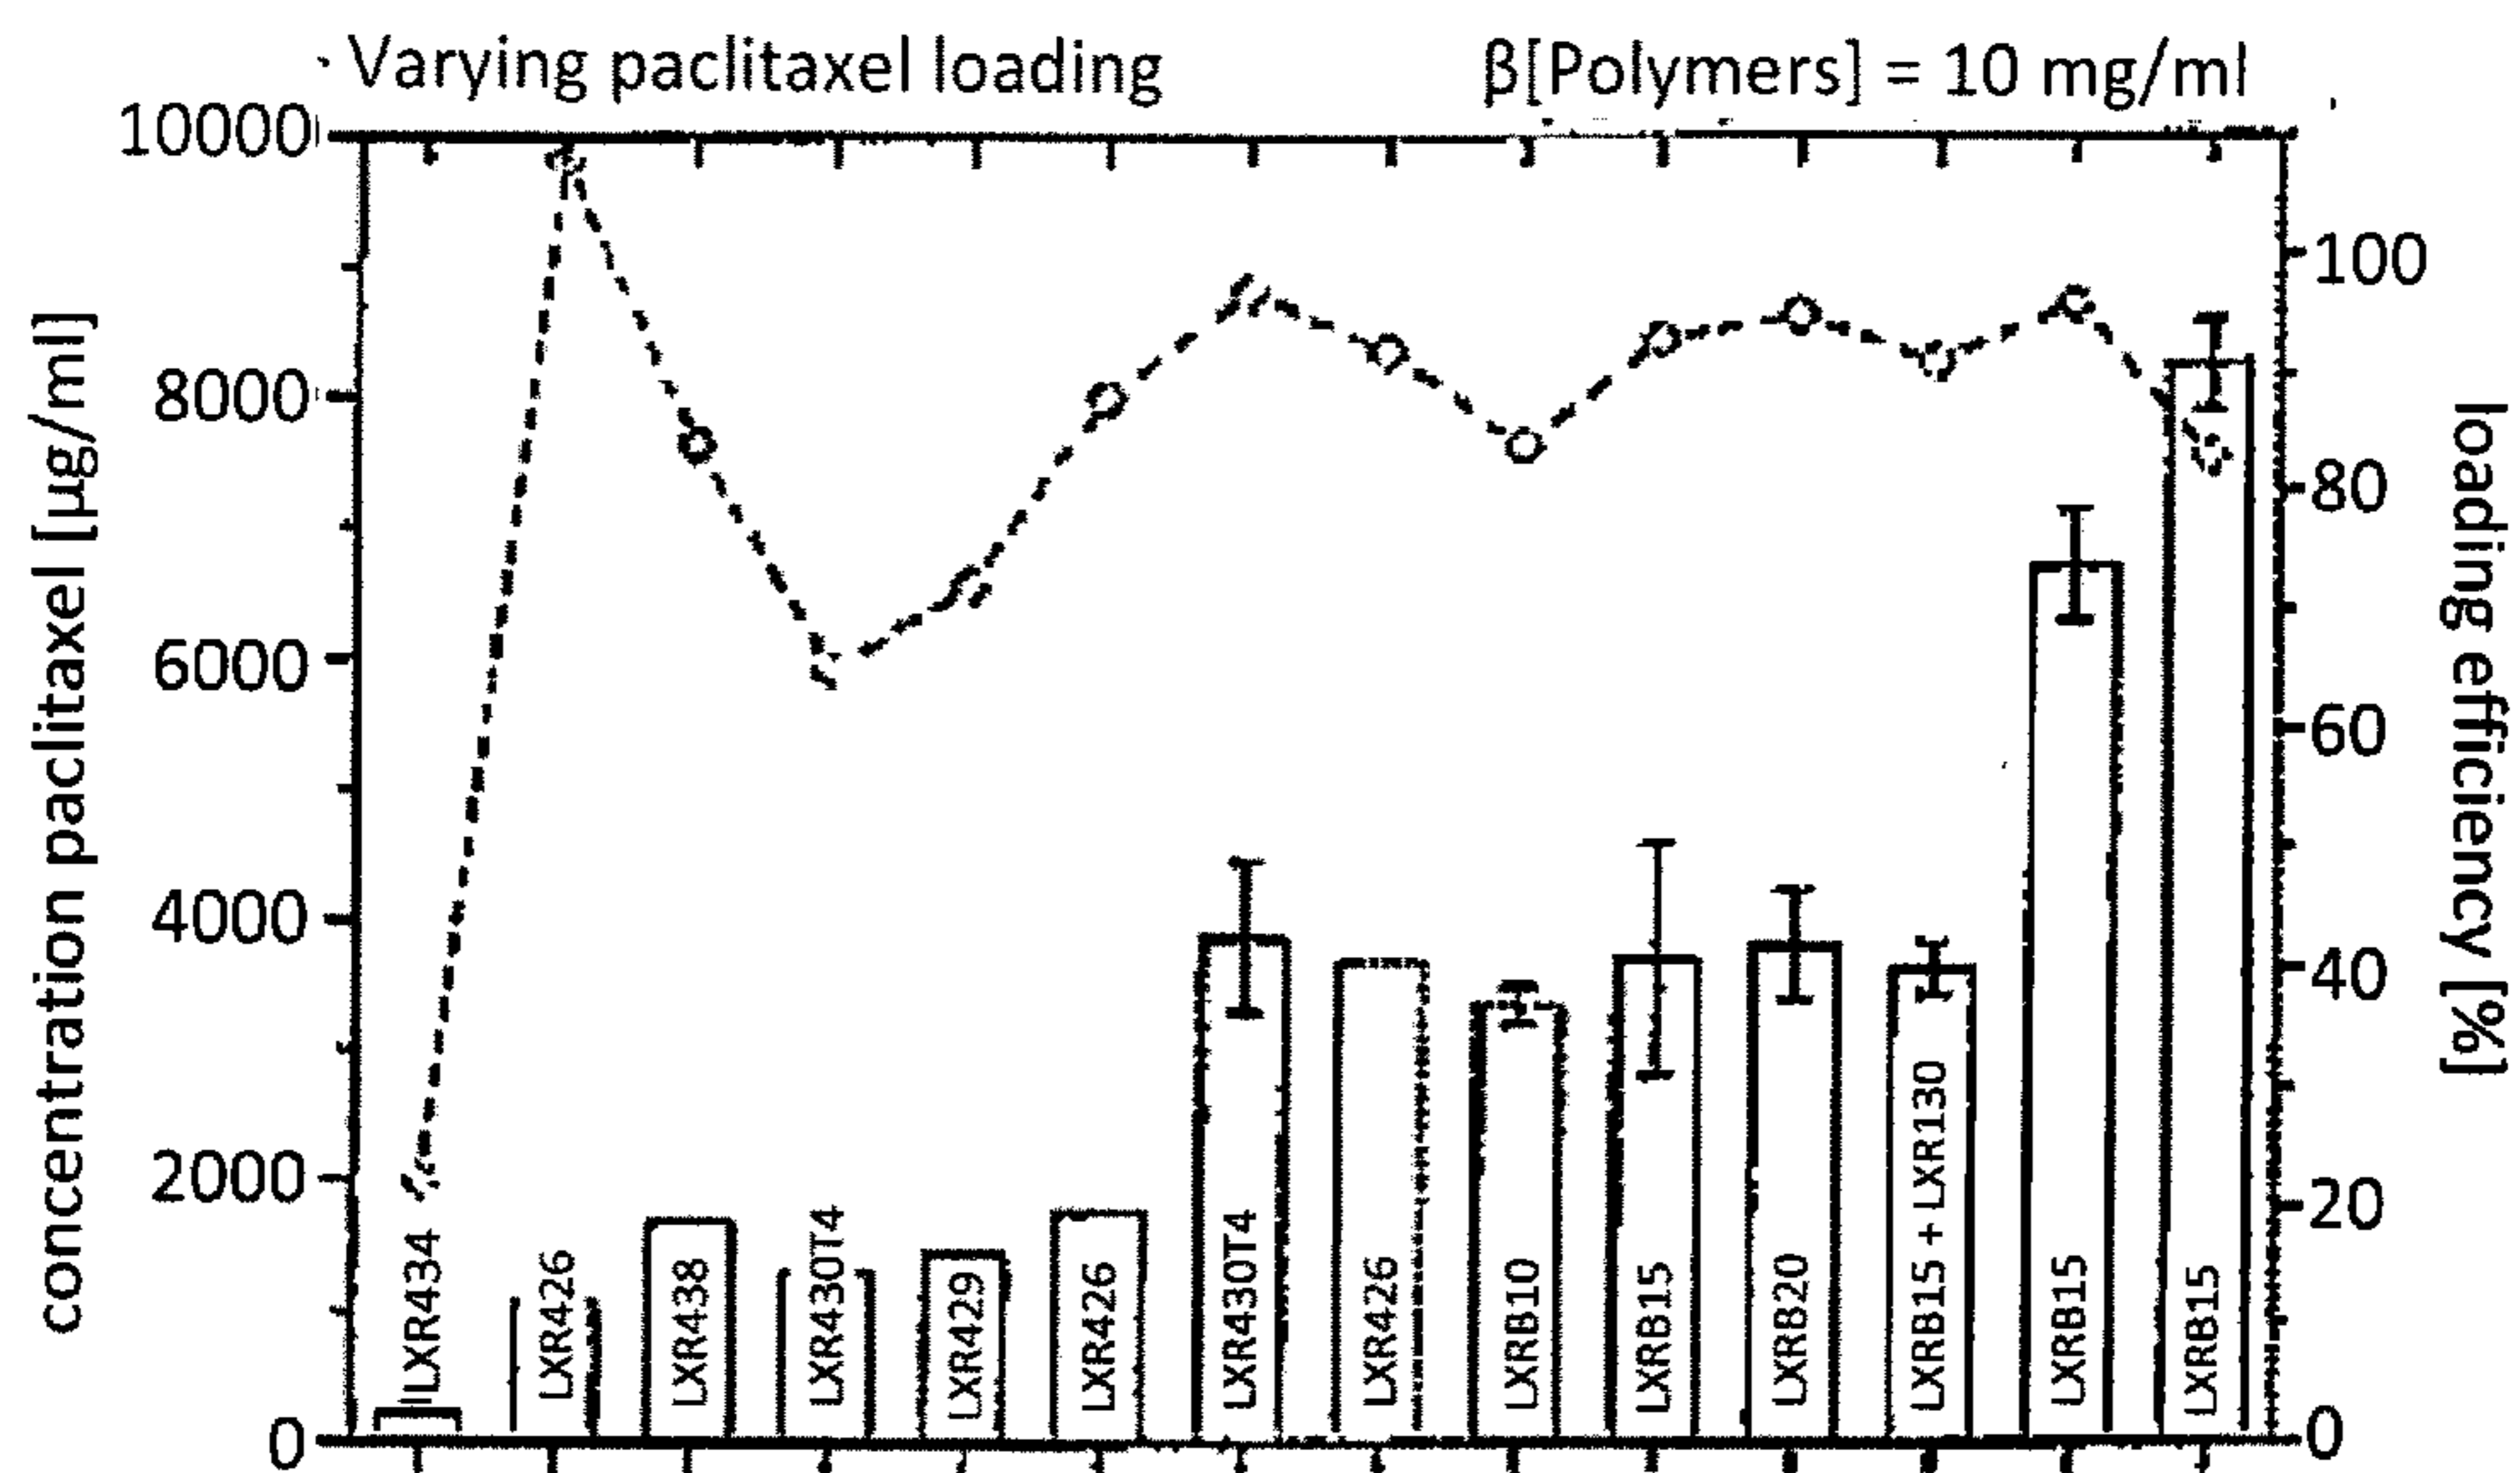 Varying paclitaxel loading
β[Polymers] = 10 mg/ml
concentration paclitaxel [µg/ml]
10000
8000
6000
4000
2000
0
LXR434
LXR426
LXR438
LXR430T4
LXR429
LXR426
LXR430T4
LXR426
LXRB10
LXRB15
LXRB20
LXRB15 + LXR130
LXRB15
LXRB15
100
80
60
40
20
0
loading efficiency [%]